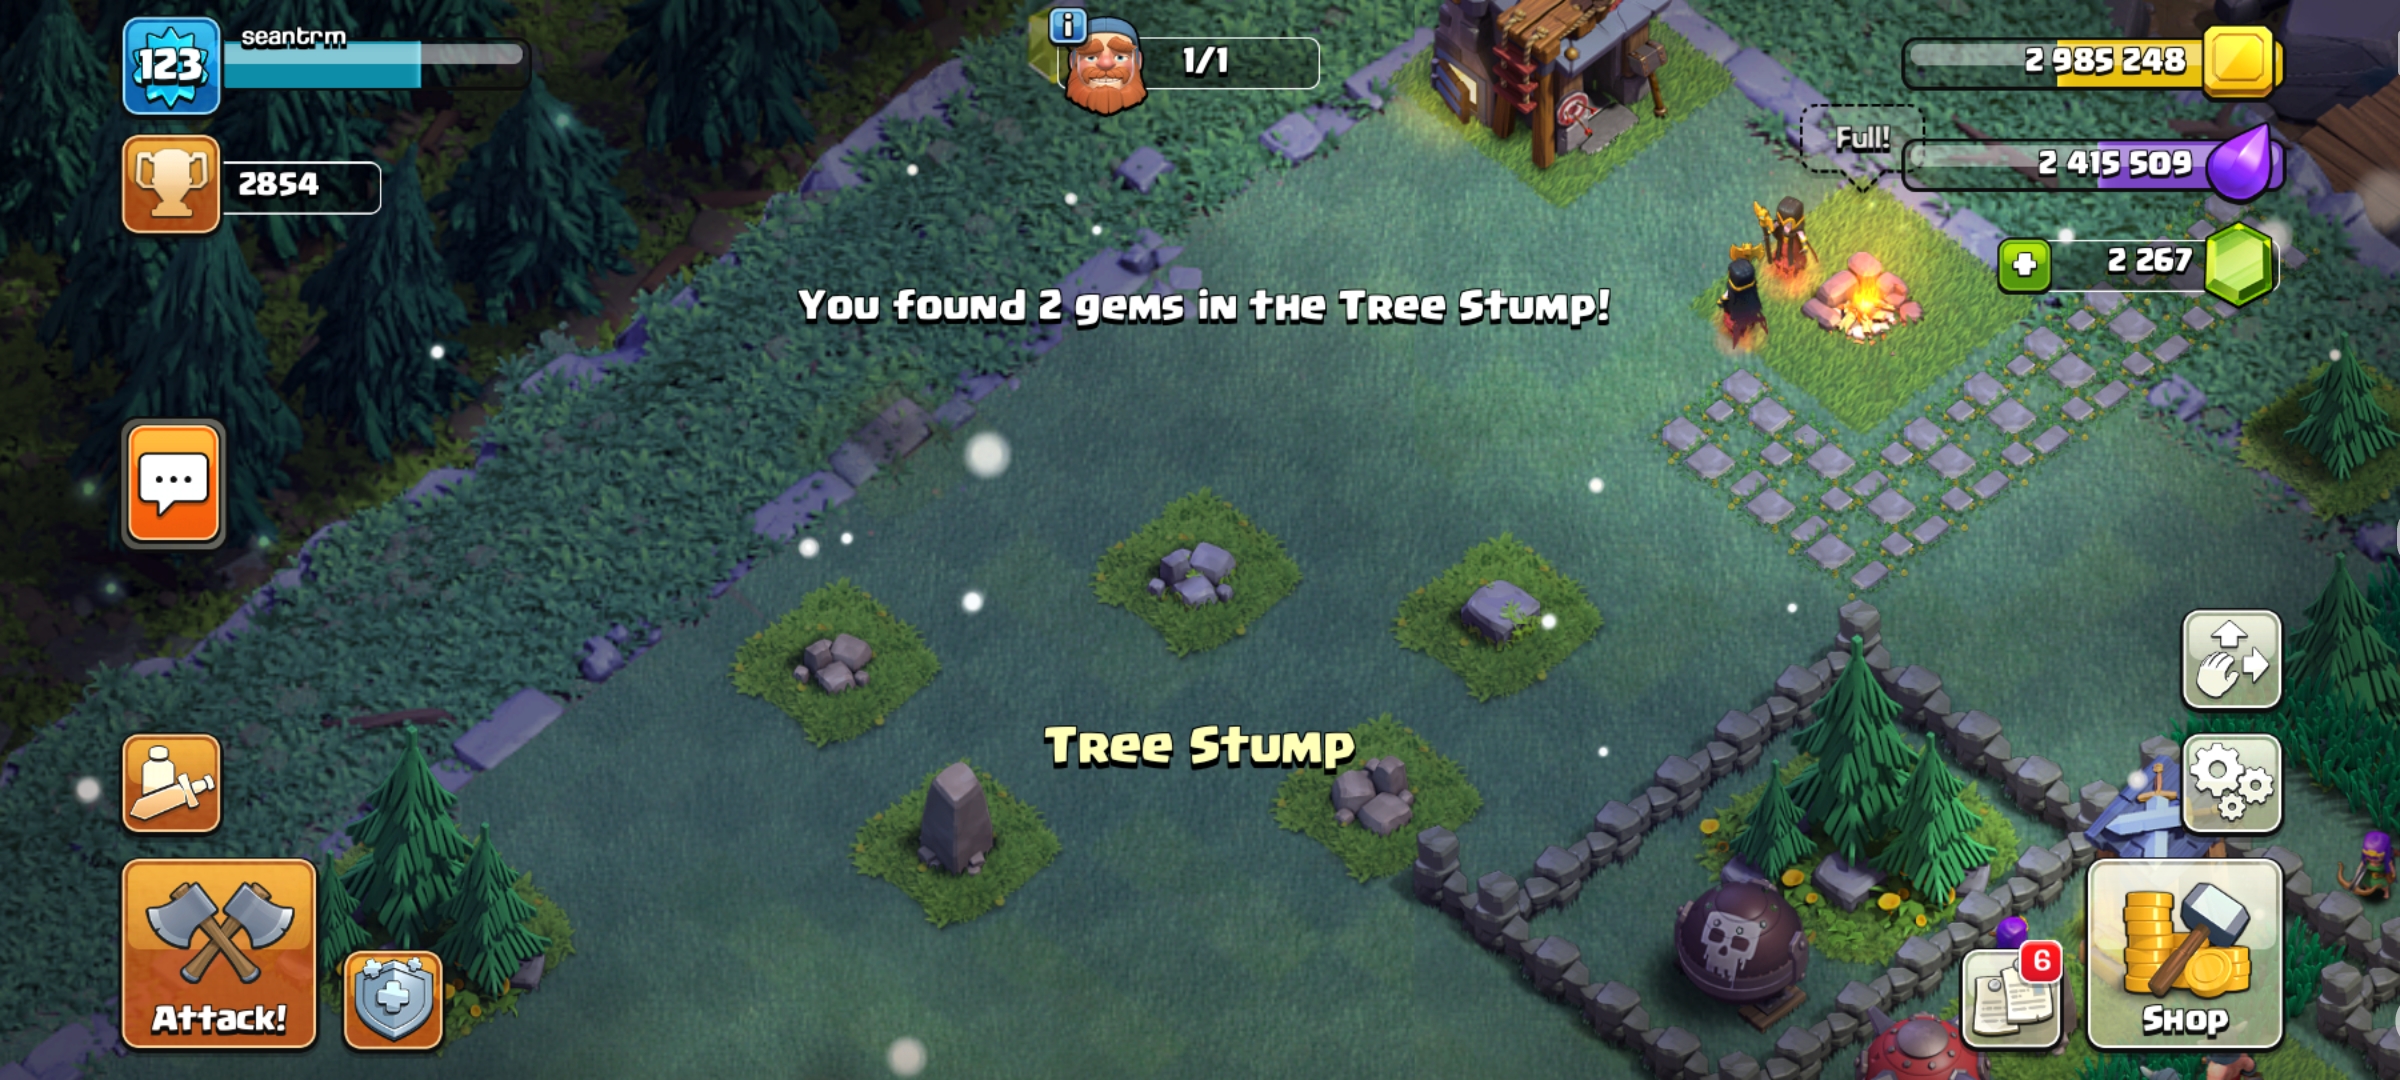 123
seantrm
1/1
2 985 248
Full!
2854
2 415 509
2 267
You found 2 gems in the Tree Stump!
Tree Stump
6
Attack!
Shop